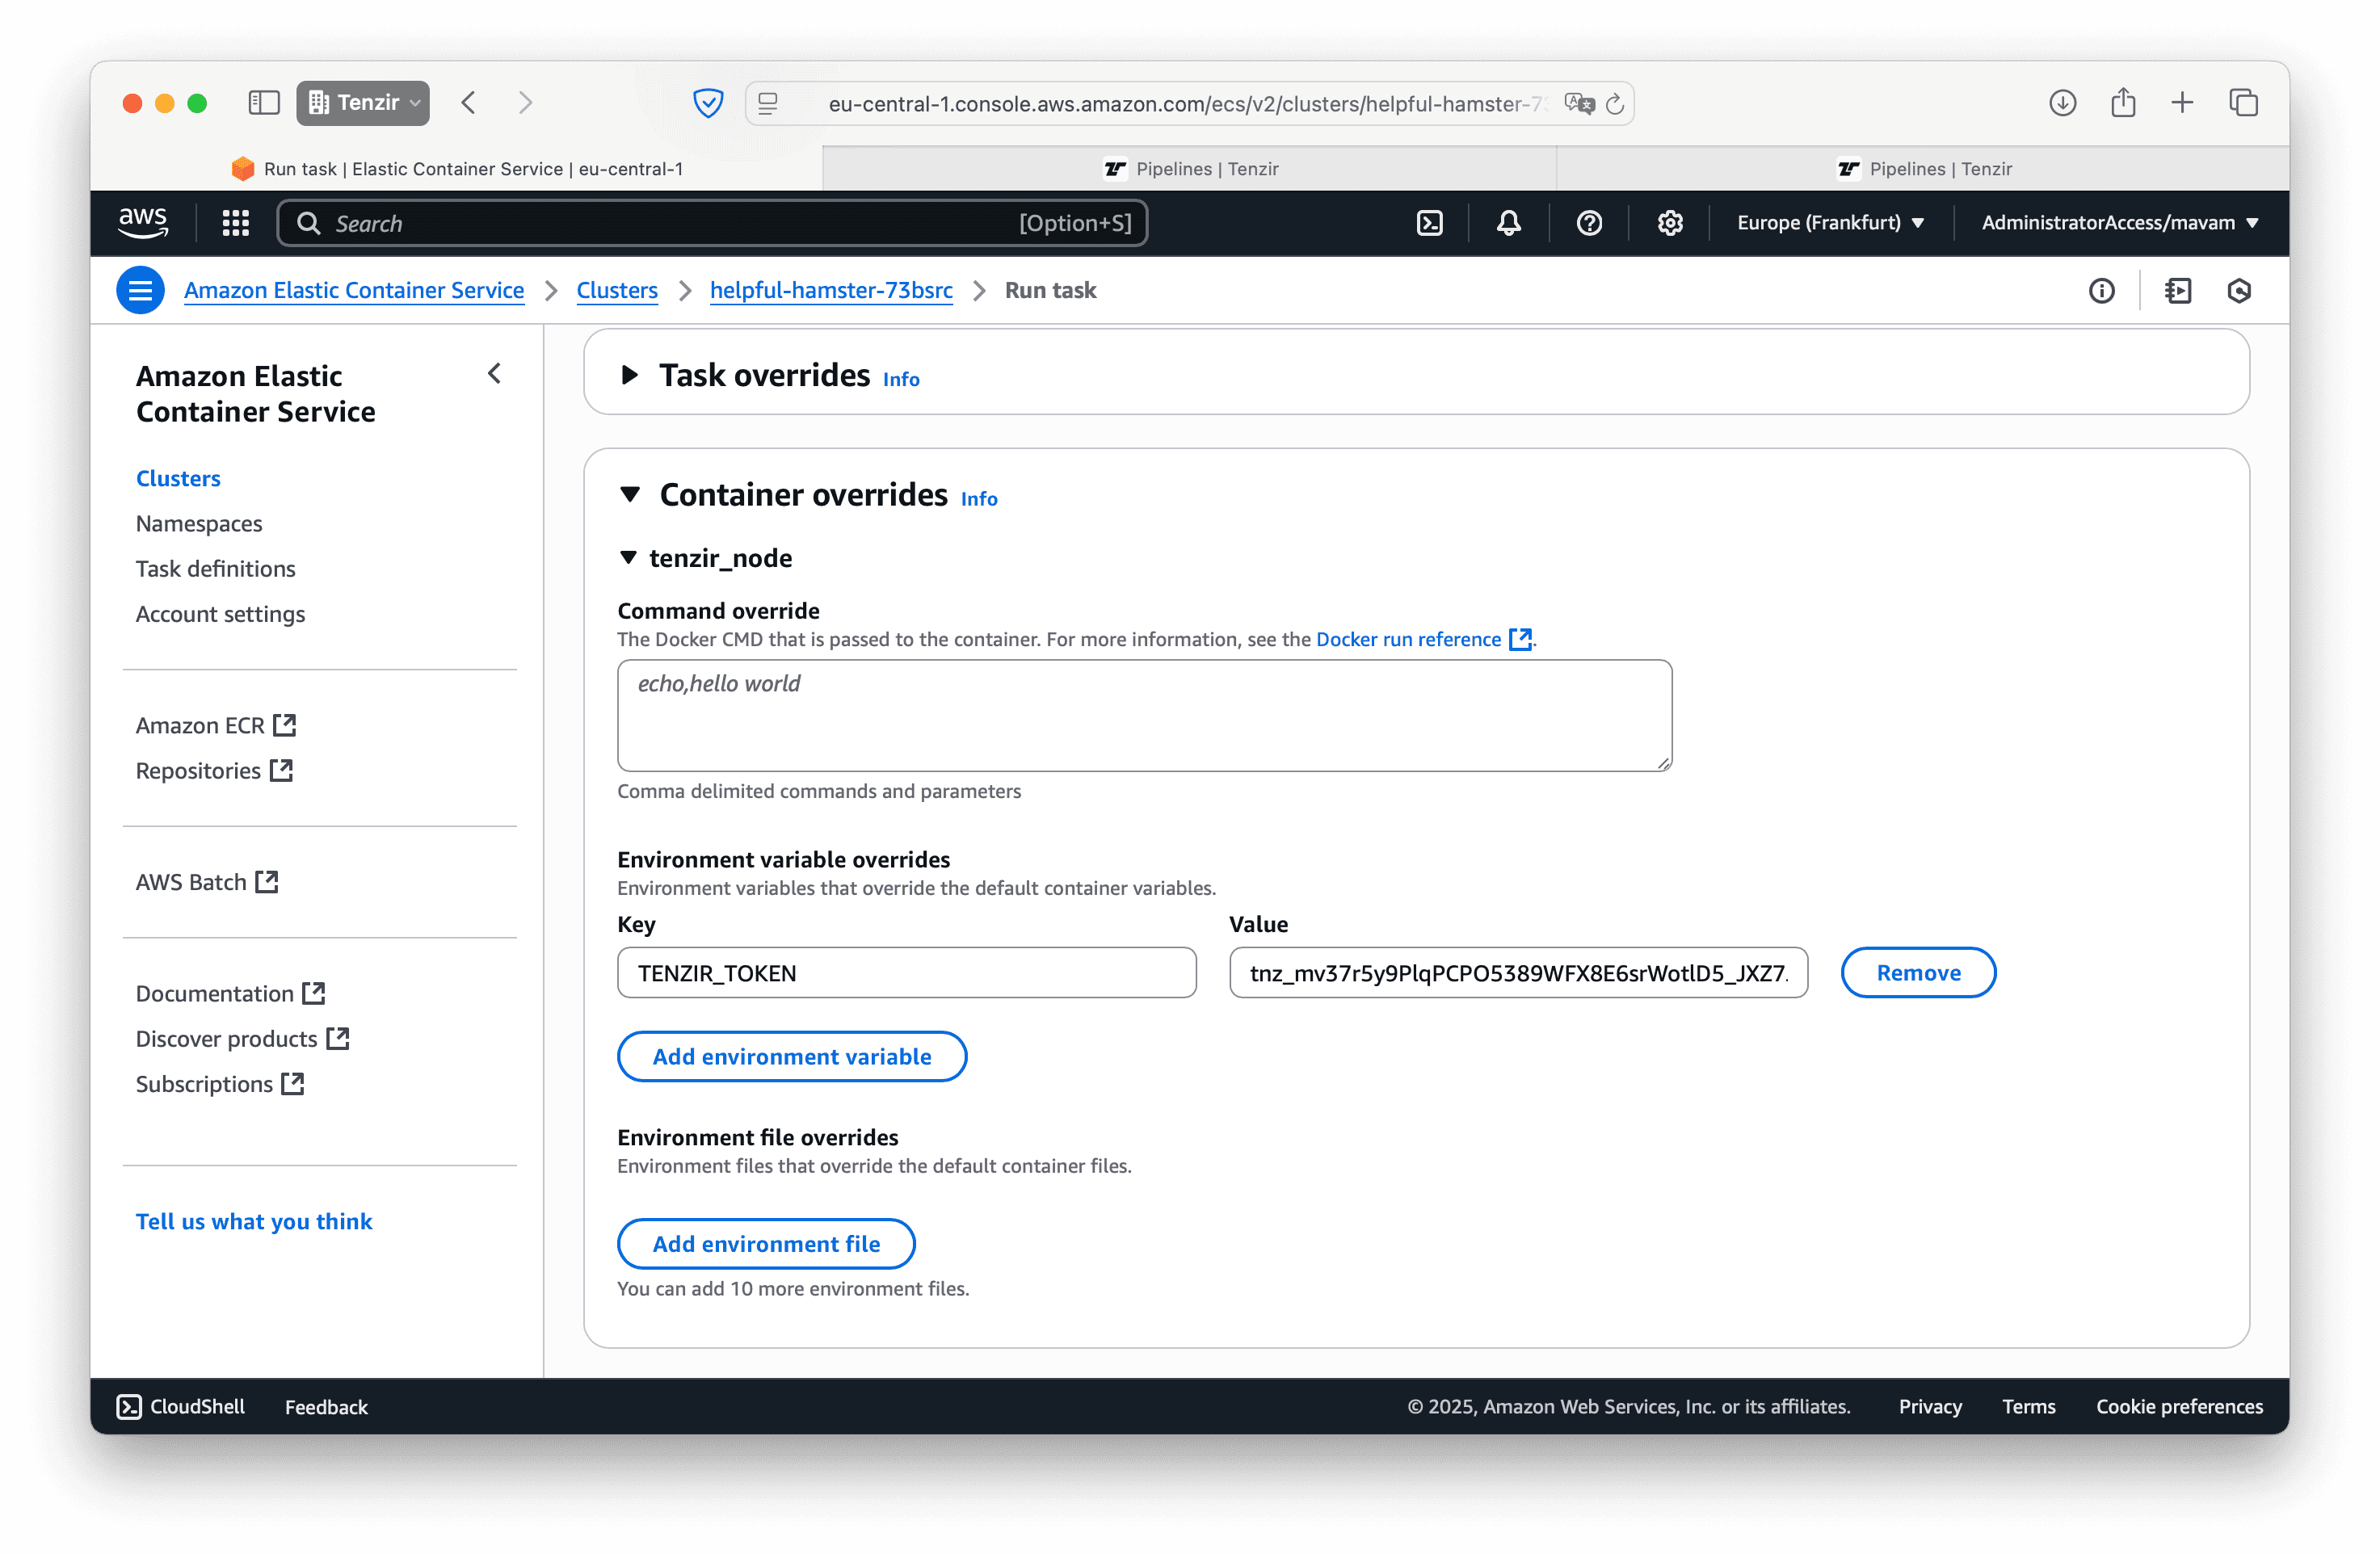 Tenzir
eu-central-1.console.aws.amazon.com/ecs/v2/clusters/helpful-hamster-73
Run task | Elastic Container Service | eu-central-1
Pipelines | Tenzir
Pipelines | Tenzir
aws
Search
[Option+S]
Europe (Frankfurt)
AdministratorAccess/mavam
Amazon Elastic Container Service
Clusters
helpful-hamster-73bsrc
Run task
Amazon Elastic
Container Service
Clusters
Namespaces
Task definitions
Account settings
Amazon ECR
Repositories
AWS Batch
Documentation
Discover products
Subscriptions
Tell us what you think
Task overrides Info
Container overrides Info
tenzir_node
Command override
The Docker CMD that is passed to the container. For more information, see the Docker run reference.
echo,hello world
Comma delimited commands and parameters
Environment variable overrides
Environment variables that override the default container variables.
Key
Value
TENZIR_TOKEN
tnz_mv37r5y9PlqPCPO5389WFX8E6srWotlD5_JXZ7.
Remove
Add environment variable
Environment file overrides
Environment files that override the default container files.
Add environment file
You can add 10 more environment files.
CloudShell
Feedback
© 2025, Amazon Web Services, Inc. or its affiliates.
Privacy
Terms
Cookie preferences